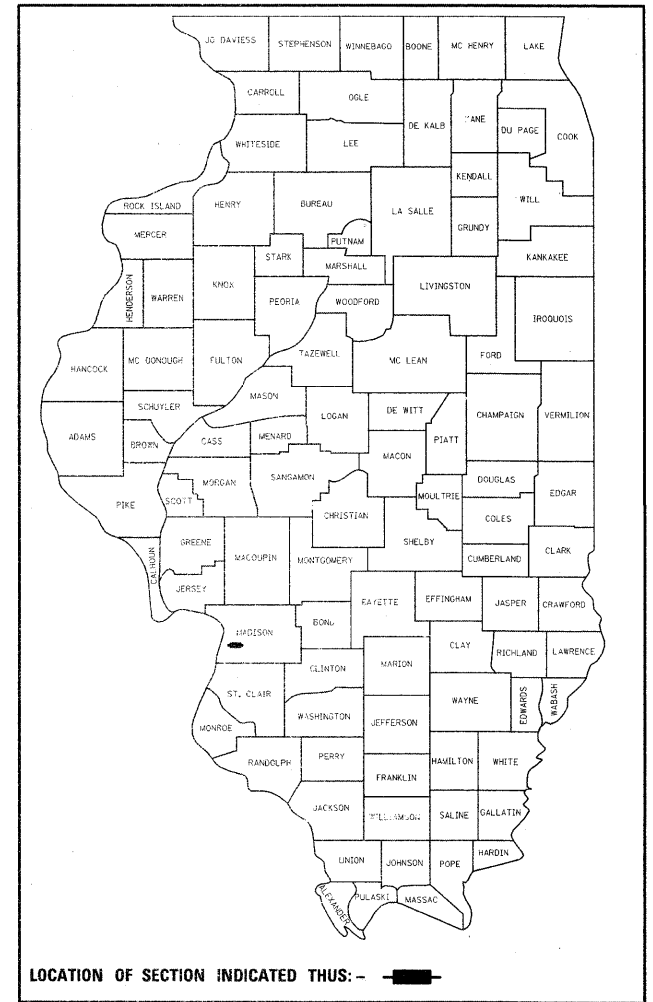 JO DAVIESS STEPHENSON WINNEBAGO BOONE MC HENRY LAKE
CARROLL OGLE DE KALB KANE DU PAGE COOK
WHITESIDE LEE
KENDALL WILL
ROCK ISLAND HENRY BUREAU LA SALLE GRUNDY
MERCER PUTNAM
STARK MARSHALL KANKAKEE
HENDERSON WARREN KNOX PEORIA WOODFORD LIVINGSTON IROQUOIS
HANCOCK MC DONOUGH FULTON TAZEWELL MC LEAN FORD
MASON
SCHUYLER LOGAN DE WITT CHAMPAIGN VERMILION
ADAMS BROWN CASS MENARD MACON PIATT
MORGAN SANGAMON DOUGLAS
PIKE SCOTT CHRISTIAN MOULTRIE COLES EDGAR
GREENE MACOUPIN MONTGOMERY SHELBY CUMBERLAND CLARK
CALHOUN JERSEY
FAYETTE EFFINGHAM JASPER CRAWFORD
MADISON BOND
CLAY RICHLAND LAWRENCE
CLINTON MARION
ST. CLAIR WAYNE EDWARDS WABASH
MONROE WASHINGTON JEFFERSON
RANDOLPH PERRY HAMILTON WHITE
FRANKLIN
JACKSON WILLIAMSON SALINE GALLATIN
UNION JOHNSON POPE HARDIN
ALEXANDER PULASKI MASSAC
LOCATION OF SECTION INDICATED THUS: -